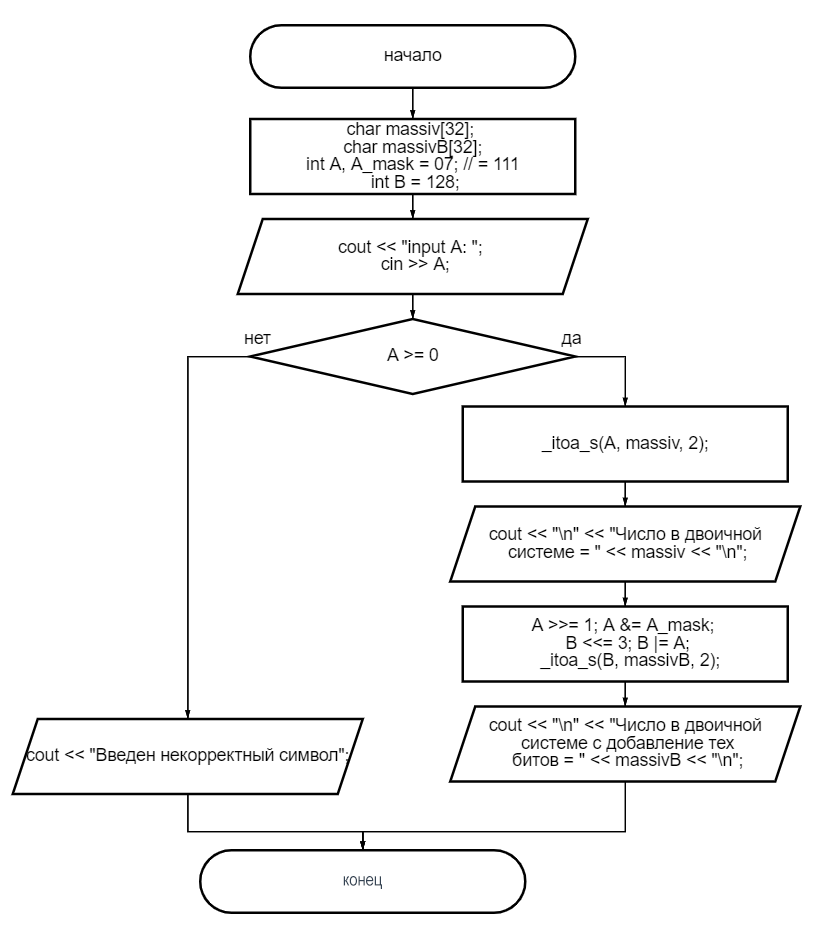 начало
char massiv[32];
char massivB[32];
int A, A_mask = 07; // = 111
int B = 128;
cout << "input A: ";
cin >> A;
нет
A >= 0
да
_itoa_s(A, massiv, 2);
cout << "\n" << "Число в двоичной
системе = " << massiv << "\n";
A >>= 1; A &= A_mask;
B <<= 3; B |= A;
_itoa_s(B, massivB, 2);
cout << "Введен некорректный символ";
cout << "\n" << "Число в двоичной
системе с добавление тех
битов = " << massivB << "\n";
конец